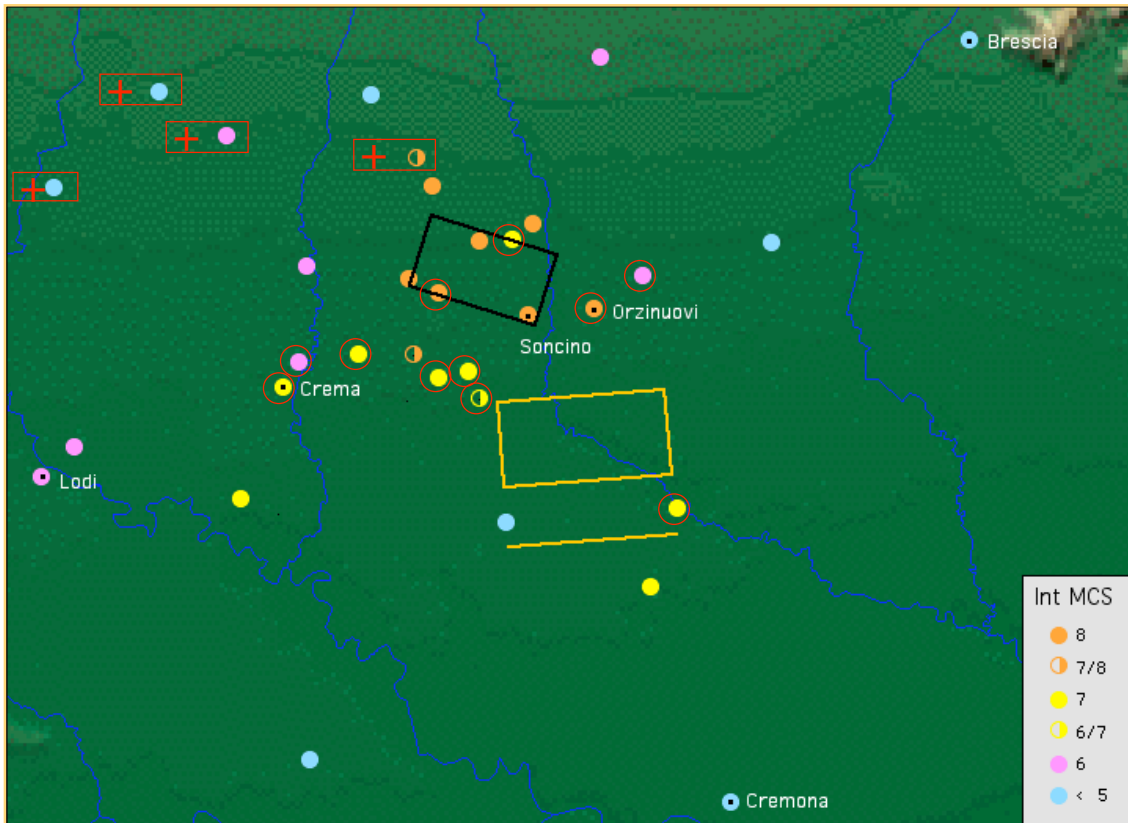 Brescia
Orzinuovi
Soncino
Crema
Lodi
Cremona
Int MCS
8
7/8
7
6/7
6
< 5